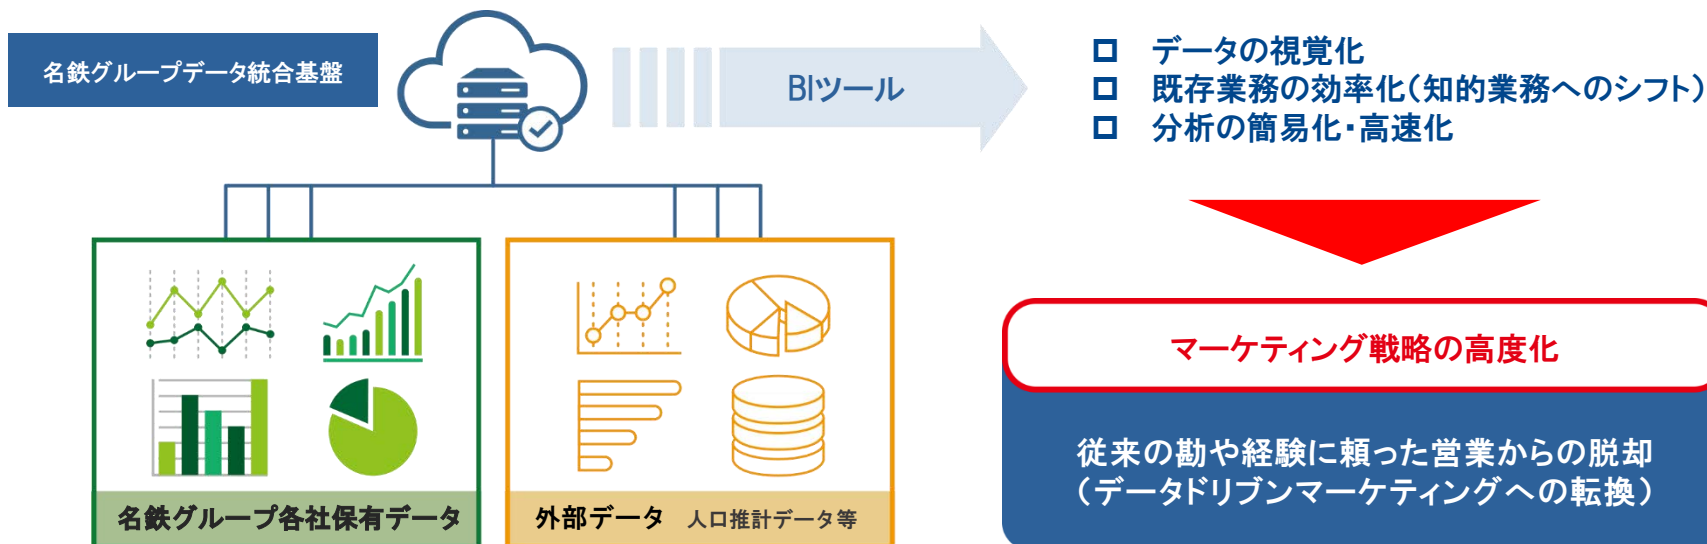 名鉄グループデータ統合基盤
BIツール
データの視覚化
既存業務の効率化（知的業務へのシフト）
分析の簡易化・高速化
マーケティング戦略の高度化
従来の勘や経験に頼った営業からの脱却
（データドリブンマーケティングへの転換）
名鉄グループ各社保有データ
外部データ 人口推計データ等